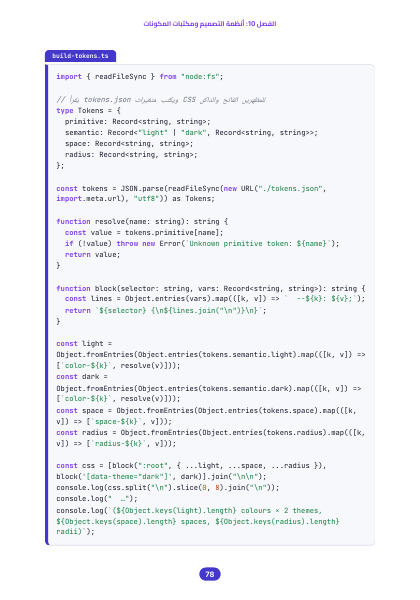 الفصل 10: أنظمة التصميم ومكتبات المكونات
build-tokens.ts
import { readFileSync } from "node:fs";
// يقرأ tokens.json ويكتب متغيرات CSS للمظهرين الفاتح والداكن
type Tokens = {
  primitive: Record<string, string>;
  semantic: Record<"light" | "dark", Record<string, string>>;
  space: Record<string, string>;
  radius: Record<string, string>;
};
const tokens = JSON.parse(readFileSync(new URL("./tokens.json",
import.meta.url), "utf8")) as Tokens;
function resolve(name: string): string {
  const value = tokens.primitive[name];
  if (!value) throw new Error(`Unknown primitive token: ${name}`);
  return value;
}
function block(selector: string, vars: Record<string, string>): string {
  const lines = Object.entries(vars).map(([k, v]) => `  --${k}: ${v};`);
  return `${selector} {\n${lines.join("\n")}\n}`;
}
const light =
Object.fromEntries(Object.entries(tokens.semantic.light).map(([k, v]) =>
[`color-${k}`, resolve(v)]));
const dark =
Object.fromEntries(Object.entries(tokens.semantic.dark).map(([k, v]) =>
[`color-${k}`, resolve(v)]));
const space = Object.fromEntries(Object.entries(tokens.space).map(([k,
v]) => [`space-${k}`, v]));
const radius = Object.fromEntries(Object.entries(tokens.radius).map(([k,
v]) => [`radius-${k}`, v]));
const css = [block(":root", { ...light, ...space, ...radius }),
block('[data-theme="dark"]', dark)].join("\n\n");
console.log(css.split("\n").slice(0, 8).join("\n"));
console.log("  …");
console.log(`(${Object.keys(light).length} colours × 2 themes,
${Object.keys(space).length} spaces, ${Object.keys(radius).length}
radii)`);
78